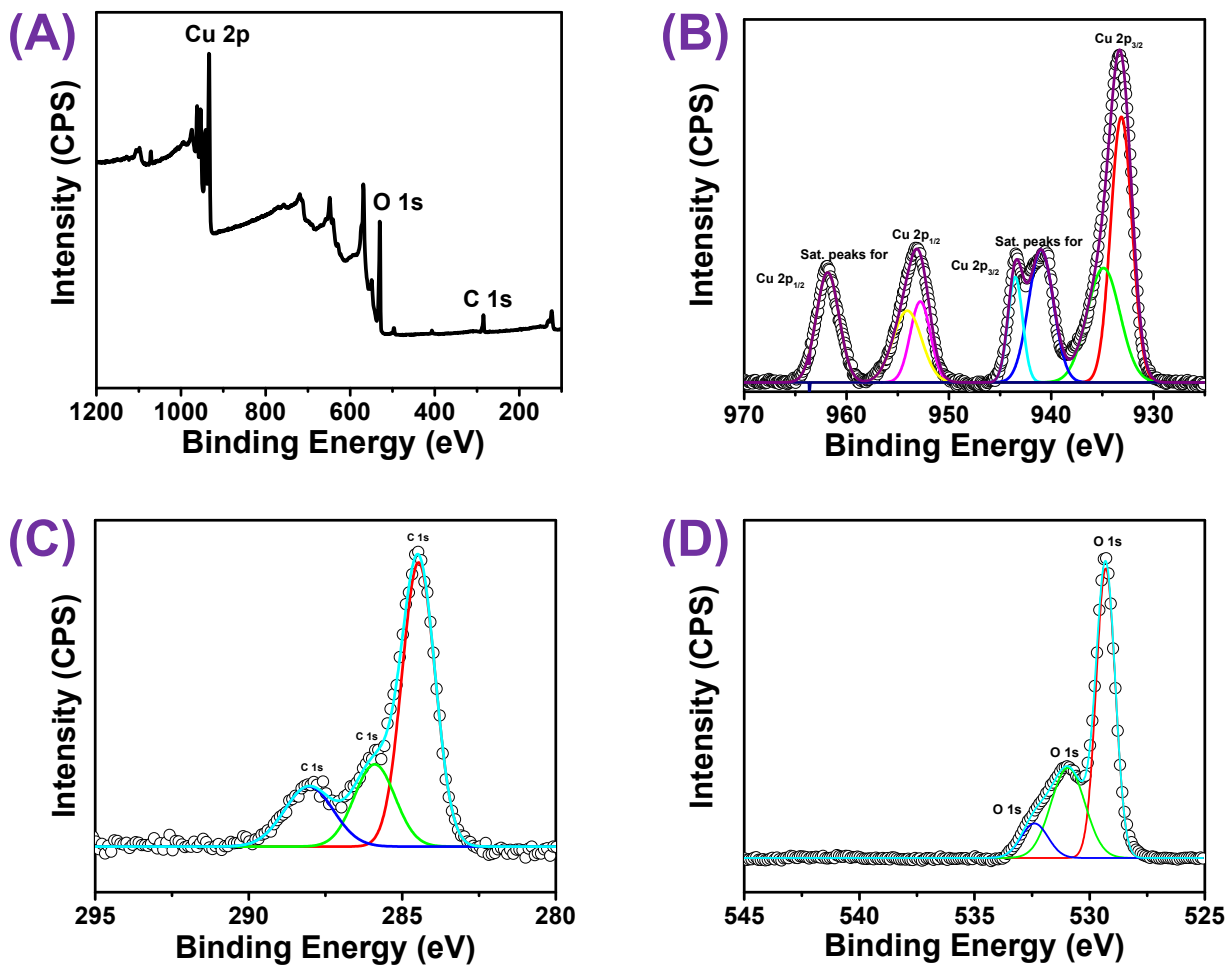 (A)
Cu 2p
O 1s
C 1s
Intensity (CPS)
1200 1000 800 600 400 200
Binding Energy (eV)
(B)
Cu 2p3/2
Cu 2p1/2
Sat. peaks for
Sat. peaks for
Cu 2p3/2
Cu 2p1/2
Intensity (CPS)
970 960 950 940 930
Binding Energy (eV)
(C)
C 1s
C 1s
C 1s
Intensity (CPS)
295 290 285 280
Binding Energy (eV)
(D)
O 1s
O 1s
O 1s
Intensity (CPS)
545 540 535 530 525
Binding Energy (eV)